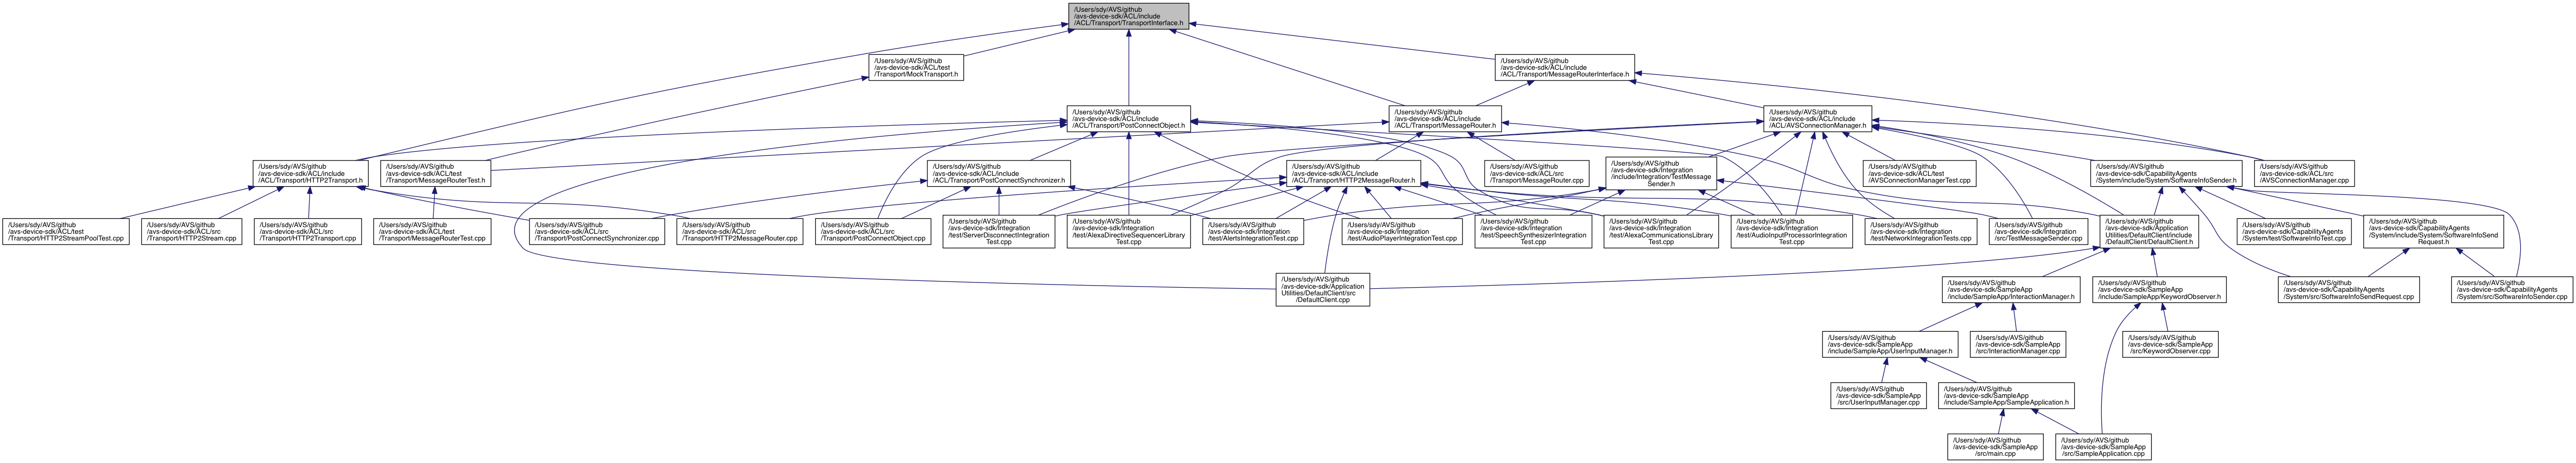 /Users/sdy/AVS/github
/avs-device-sdk/ACL/include
/ACL/Transport/TransportInterface.h
/Users/sdy/AVS/github
/avs-device-sdk/ACL/test
/Transport/MockTransport.h
/Users/sdy/AVS/github
/avs-device-sdk/ACL/include
/ACL/Transport/MessageRouterInterface.h
/Users/sdy/AVS/github
/avs-device-sdk/ACL/include
/ACL/Transport/PostConnectObject.h
/Users/sdy/AVS/github
/avs-device-sdk/ACL/include
/ACL/Transport/MessageRouter.h
/Users/sdy/AVS/github
/avs-device-sdk/ACL/include
/ACL/AVSConnectionManager.h
/Users/sdy/AVS/github
/avs-device-sdk/ACL/include
/ACL/Transport/HTTP2Transport.h
/Users/sdy/AVS/github
/avs-device-sdk/ACL/test
/Transport/MessageRouterTest.h
/Users/sdy/AVS/github
/avs-device-sdk/ACL/include
/ACL/Transport/PostConnectSynchronizer.h
/Users/sdy/AVS/github
/avs-device-sdk/ACL/include
/ACL/Transport/HTTP2MessageRouter.h
/Users/sdy/AVS/github
/avs-device-sdk/ACL/src
/Transport/MessageRouter.cpp
/Users/sdy/AVS/github
/avs-device-sdk/Integration
/include/Integration/TestMessage
Sender.h
/Users/sdy/AVS/github
/avs-device-sdk/ACL/test
/AVSConnectionManagerTest.cpp
/Users/sdy/AVS/github
/avs-device-sdk/CapabilityAgents
/System/include/System/SoftwareInfoSender.h
/Users/sdy/AVS/github
/avs-device-sdk/ACL/src
/AVSConnectionManager.cpp
/Users/sdy/AVS/github
/avs-device-sdk/ACL/test
/Transport/HTTP2StreamPoolTest.cpp
/Users/sdy/AVS/github
/avs-device-sdk/ACL/src
/Transport/HTTP2Stream.cpp
/Users/sdy/AVS/github
/avs-device-sdk/ACL/src
/Transport/HTTP2Transport.cpp
/Users/sdy/AVS/github
/avs-device-sdk/ACL/test
/Transport/MessageRouterTest.cpp
/Users/sdy/AVS/github
/avs-device-sdk/ACL/src
/Transport/PostConnectSynchronizer.cpp
/Users/sdy/AVS/github
/avs-device-sdk/ACL/src
/Transport/HTTP2MessageRouter.cpp
/Users/sdy/AVS/github
/avs-device-sdk/ACL/src
/Transport/PostConnectObject.cpp
/Users/sdy/AVS/github
/avs-device-sdk/Integration
/test/ServerDisconnectIntegration
Test.cpp
/Users/sdy/AVS/github
/avs-device-sdk/Integration
/test/AlexaDirectiveSequencerLibrary
Test.cpp
/Users/sdy/AVS/github
/avs-device-sdk/Integration
/test/AlertsIntegrationTest.cpp
/Users/sdy/AVS/github
/avs-device-sdk/Integration
/test/AudioPlayerIntegrationTest.cpp
/Users/sdy/AVS/github
/avs-device-sdk/Integration
/test/SpeechSynthesizerIntegration
Test.cpp
/Users/sdy/AVS/github
/avs-device-sdk/Integration
/test/AlexaCommunicationsLibrary
Test.cpp
/Users/sdy/AVS/github
/avs-device-sdk/Integration
/test/AudioInputProcessorIntegration
Test.cpp
/Users/sdy/AVS/github
/avs-device-sdk/Integration
/test/NetworkIntegrationTests.cpp
/Users/sdy/AVS/github
/avs-device-sdk/Integration
/src/TestMessageSender.cpp
/Users/sdy/AVS/github
/avs-device-sdk/Application
Utilities/DefaultClient/include
/DefaultClient/DefaultClient.h
/Users/sdy/AVS/github
/avs-device-sdk/CapabilityAgents
/System/test/SoftwareInfoTest.cpp
/Users/sdy/AVS/github
/avs-device-sdk/CapabilityAgents
/System/include/System/SoftwareInfoSend
Request.h
/Users/sdy/AVS/github
/avs-device-sdk/Application
Utilities/DefaultClient/src
/DefaultClient.cpp
/Users/sdy/AVS/github
/avs-device-sdk/SampleApp
/include/SampleApp/InteractionManager.h
/Users/sdy/AVS/github
/avs-device-sdk/SampleApp
/include/SampleApp/KeywordObserver.h
/Users/sdy/AVS/github
/avs-device-sdk/CapabilityAgents
/System/src/SoftwareInfoSendRequest.cpp
/Users/sdy/AVS/github
/avs-device-sdk/CapabilityAgents
/System/src/SoftwareInfoSender.cpp
/Users/sdy/AVS/github
/avs-device-sdk/SampleApp
/include/SampleApp/UserInputManager.h
/Users/sdy/AVS/github
/avs-device-sdk/SampleApp
/src/InteractionManager.cpp
/Users/sdy/AVS/github
/avs-device-sdk/SampleApp
/src/KeywordObserver.cpp
/Users/sdy/AVS/github
/avs-device-sdk/SampleApp
/src/UserInputManager.cpp
/Users/sdy/AVS/github
/avs-device-sdk/SampleApp
/include/SampleApp/SampleApplication.h
/Users/sdy/AVS/github
/avs-device-sdk/SampleApp
/src/main.cpp
/Users/sdy/AVS/github
/avs-device-sdk/SampleApp
/src/SampleApplication.cpp